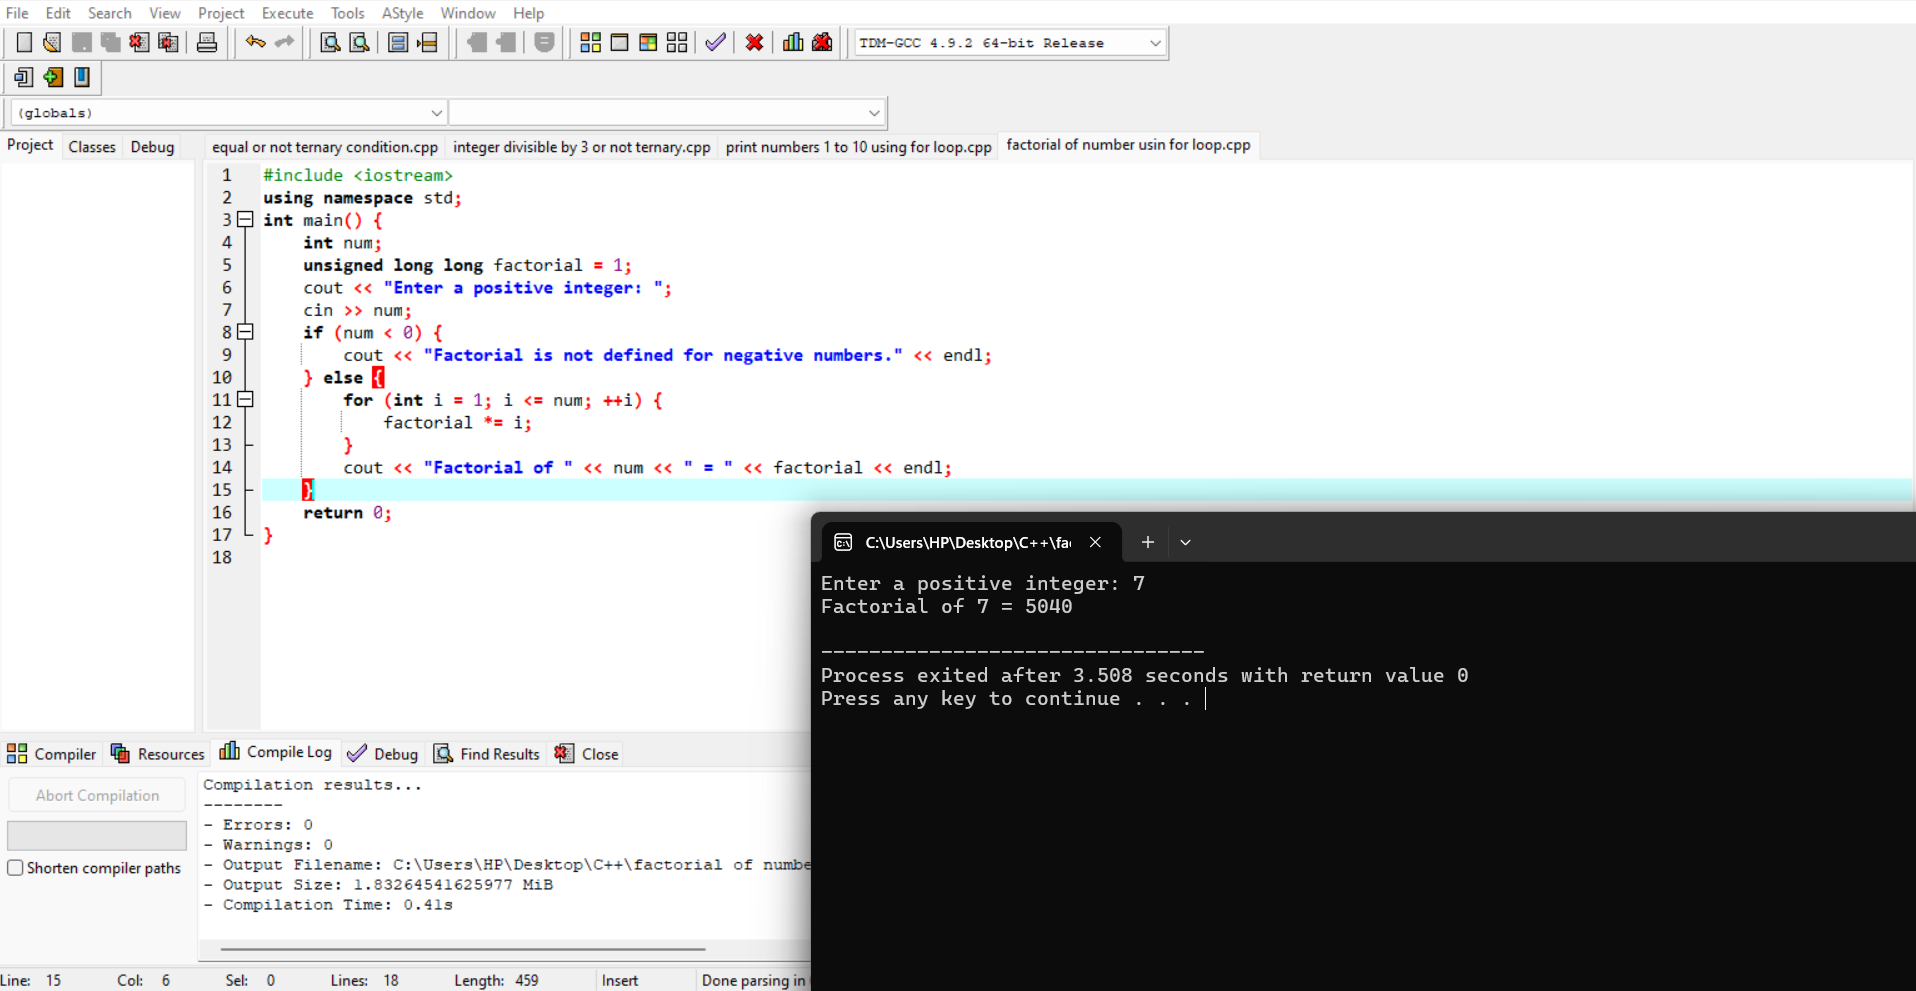 File Edit Search View Project Execute Tools AStyle Window Help
TDM-GCC 4.9.2 64-bit Release
(globals)
Project Classes Debug
equal or not ternary condition.cpp integer divisible by 3 or not ternary.cpp print numbers 1 to 10 using for loop.cpp factorial of number usin for loop.cpp
1 #include <iostream>
2 using namespace std;
3 int main() {
4 int num;
5 unsigned long long factorial = 1;
6 cout << "Enter a positive integer: ";
7 cin >> num;
8 if (num < 0) {
9 cout << "Factorial is not defined for negative numbers." << endl;
10 } else {
11 for (int i = 1; i <= num; ++i) {
12 factorial *= i;
13 }
14 cout << "Factorial of " << num << " = " << factorial << endl;
15 }
16 return 0;
17 }
18
C:\Users\HP\Desktop\C++\fa
Enter a positive integer: 7
Factorial of 7 = 5040
--------------------------------
Process exited after 3.508 seconds with return value 0
Press any key to continue . . .
Compiler Resources Compile Log Debug Find Results Close
Abort Compilation
Shorten compiler paths
Compilation results...
--------
- Errors: 0
- Warnings: 0
- Output Filename: C:\Users\HP\Desktop\C++\factorial of numbe
- Output Size: 1.83264541625977 MiB
- Compilation Time: 0.41s
Line: 15 Col: 6 Sel: 0 Lines: 18 Length: 459 Insert Done parsing in